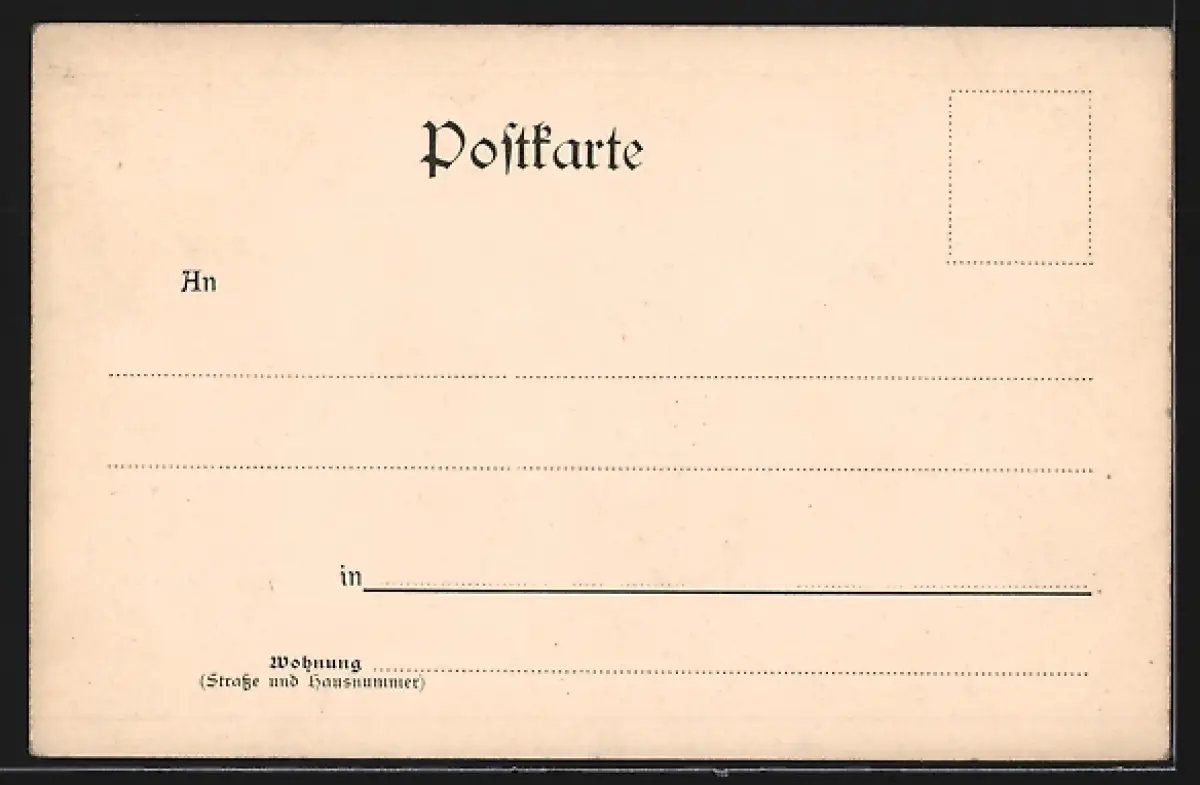 Poſtkarte
An
in
Wohnung
(Straße und Hausnummer)